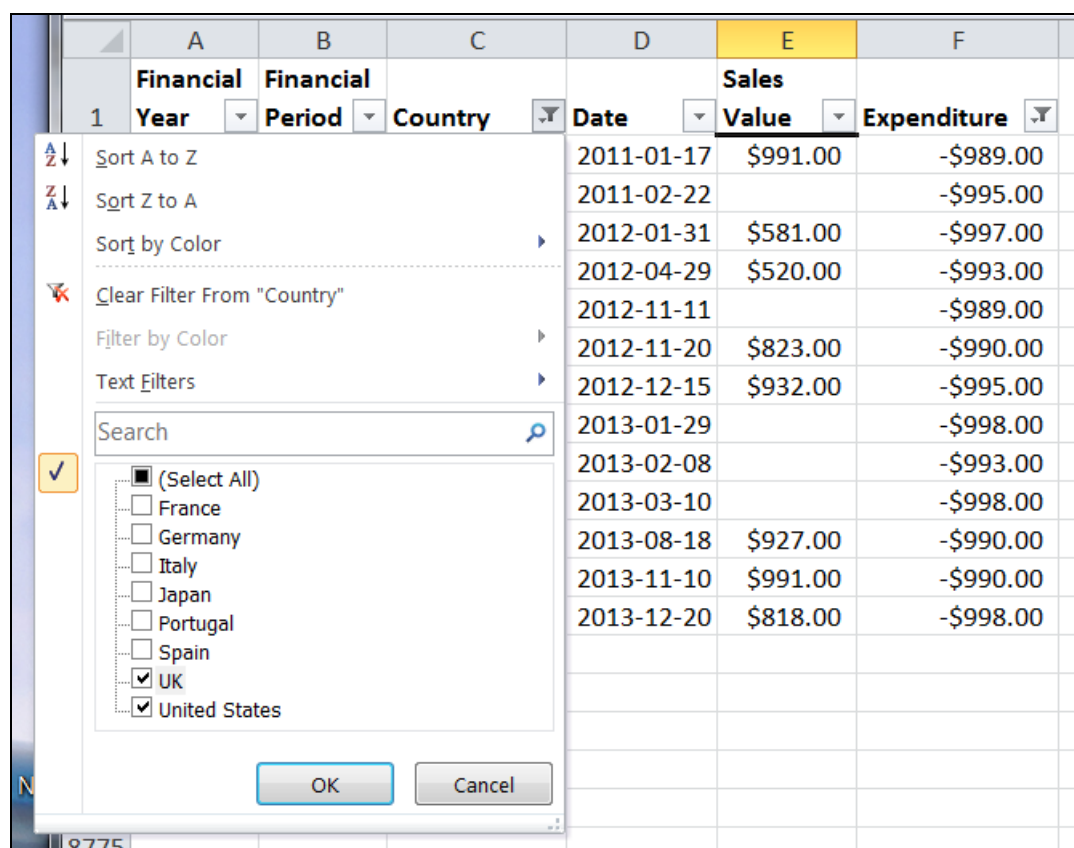 A B C D E F
Financial Financial Sales
1 Year Period Country Date Value Expenditure
A Z Sort A to Z 2011-01-17 $991.00 -$989.00
Z A Sort Z to A 2011-02-22 -$995.00
Sort by Color 2012-01-31 $581.00 -$997.00
2012-04-29 $520.00 -$993.00
Clear Filter From "Country" 2012-11-11 -$989.00
Filter by Color 2012-11-20 $823.00 -$990.00
Text Filters 2012-12-15 $932.00 -$995.00
Search 2013-01-29 -$998.00
2013-02-08 -$993.00
(Select All)
France 2013-03-10 -$998.00
Germany 2013-08-18 $927.00 -$990.00
Italy 2013-11-10 $991.00 -$990.00
Japan
Portugal 2013-12-20 $818.00 -$998.00
Spain
UK
United States
N OK Cancel
8775